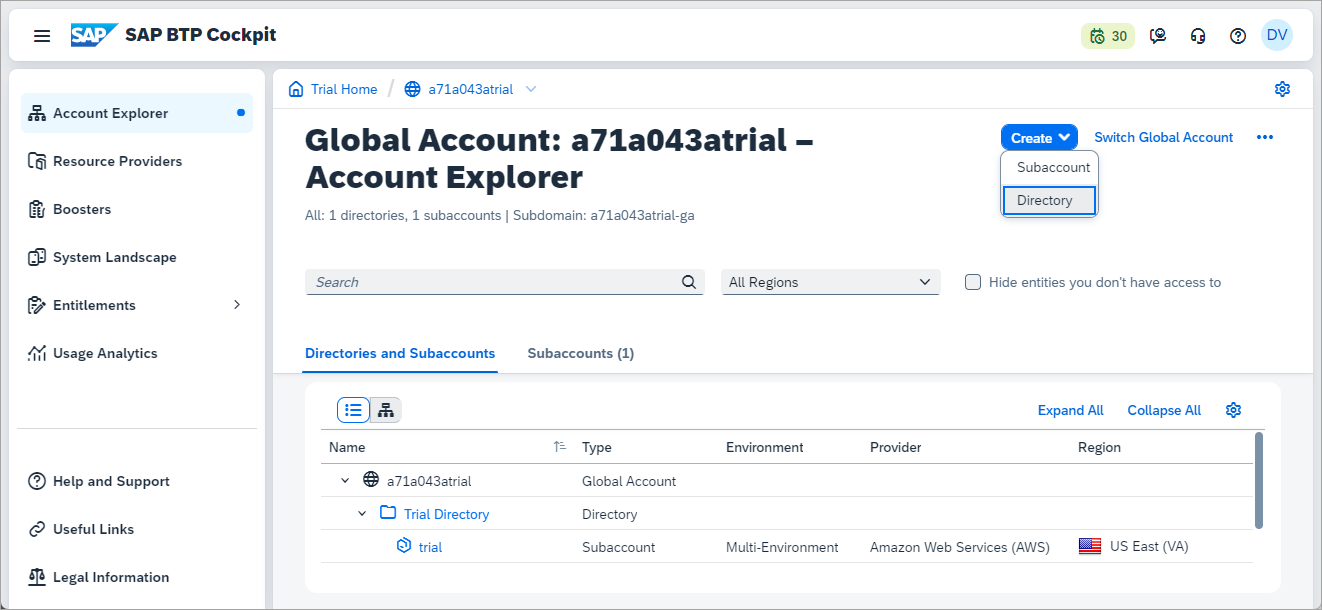 SAP SAP BTP Cockpit
30
DV
Account Explorer
Resource Providers
Boosters
System Landscape
Entitlements
Usage Analytics
Help and Support
Useful Links
Legal Information
Trial Home / a71a043atrial
Global Account: a71a043atrial –
Account Explorer
All: 1 directories, 1 subaccounts | Subdomain: a71a043atrial-ga
Create
Switch Global Account
Subaccount
Directory
Search
All Regions
Hide entities you don't have access to
Directories and Subaccounts
Subaccounts (1)
Expand All
Collapse All
Name Type Environment Provider Region
a71a043atrial Global Account
Trial Directory Directory
trial Subaccount Multi-Environment Amazon Web Services (AWS) US East (VA)